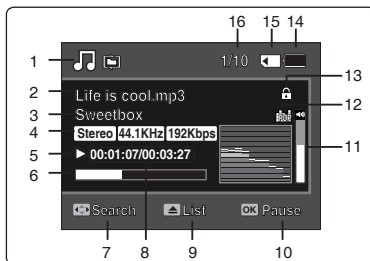 16 15 14
1 1/10
13
2 Life is cool.mp3
12
3 Sweetbox
4 Stereo 44.1KHz 192Kbps
11
5 00:01:07/00:03:27
6
Search List OK Pause
7 8 9 10